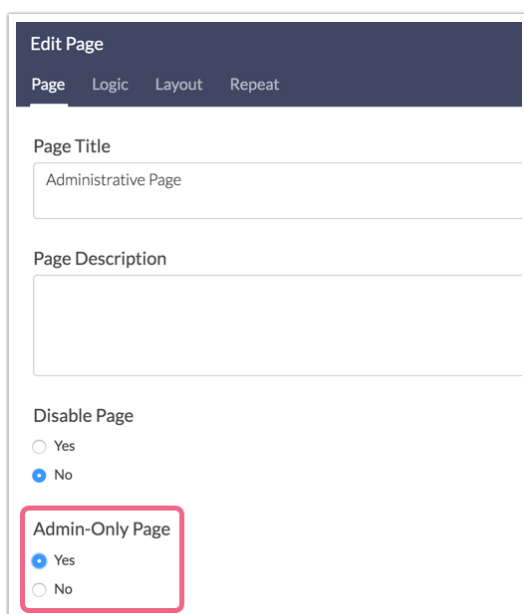 Edit Page
Page Logic Layout Repeat
Page Title
Administrative Page
Page Description
Disable Page
Yes
No
Admin-Only Page
Yes
No